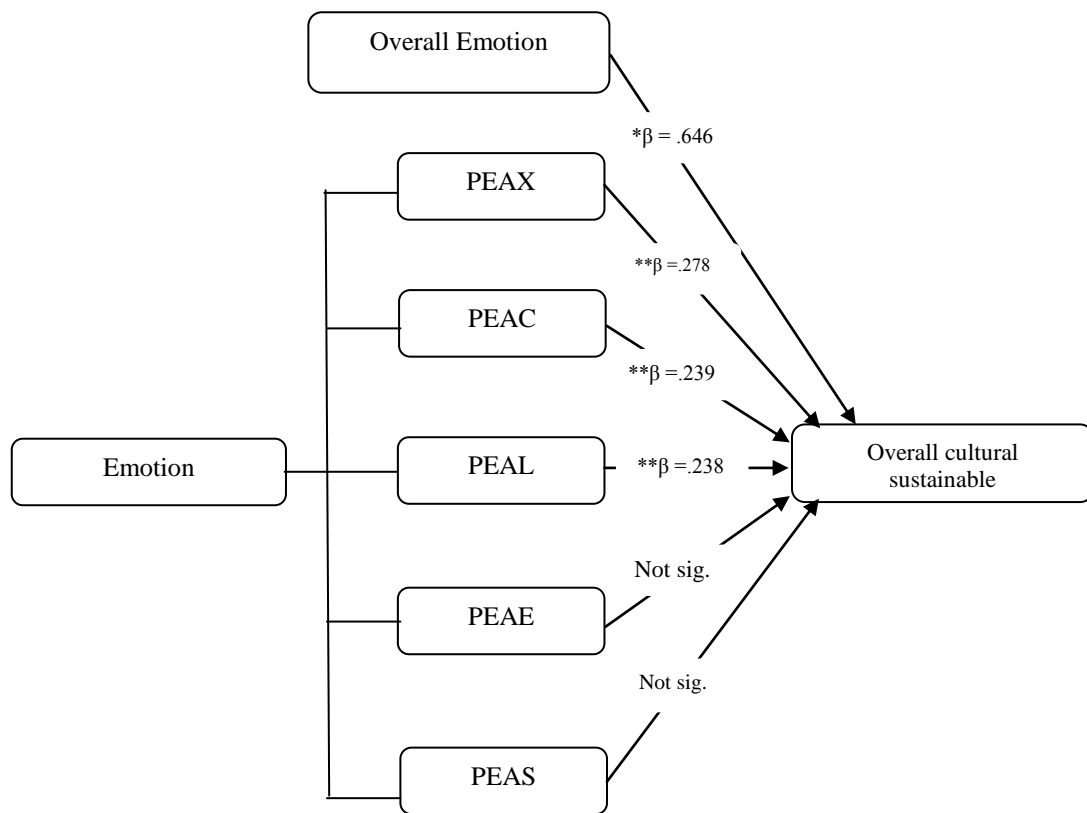 Overall Emotion
*β = .646
PEAX
**β =.278
PEAC
**β =.239
Emotion
PEAL
**β =.238
Overall cultural
sustainable
Not sig.
PEAE
Not sig.
PEAS